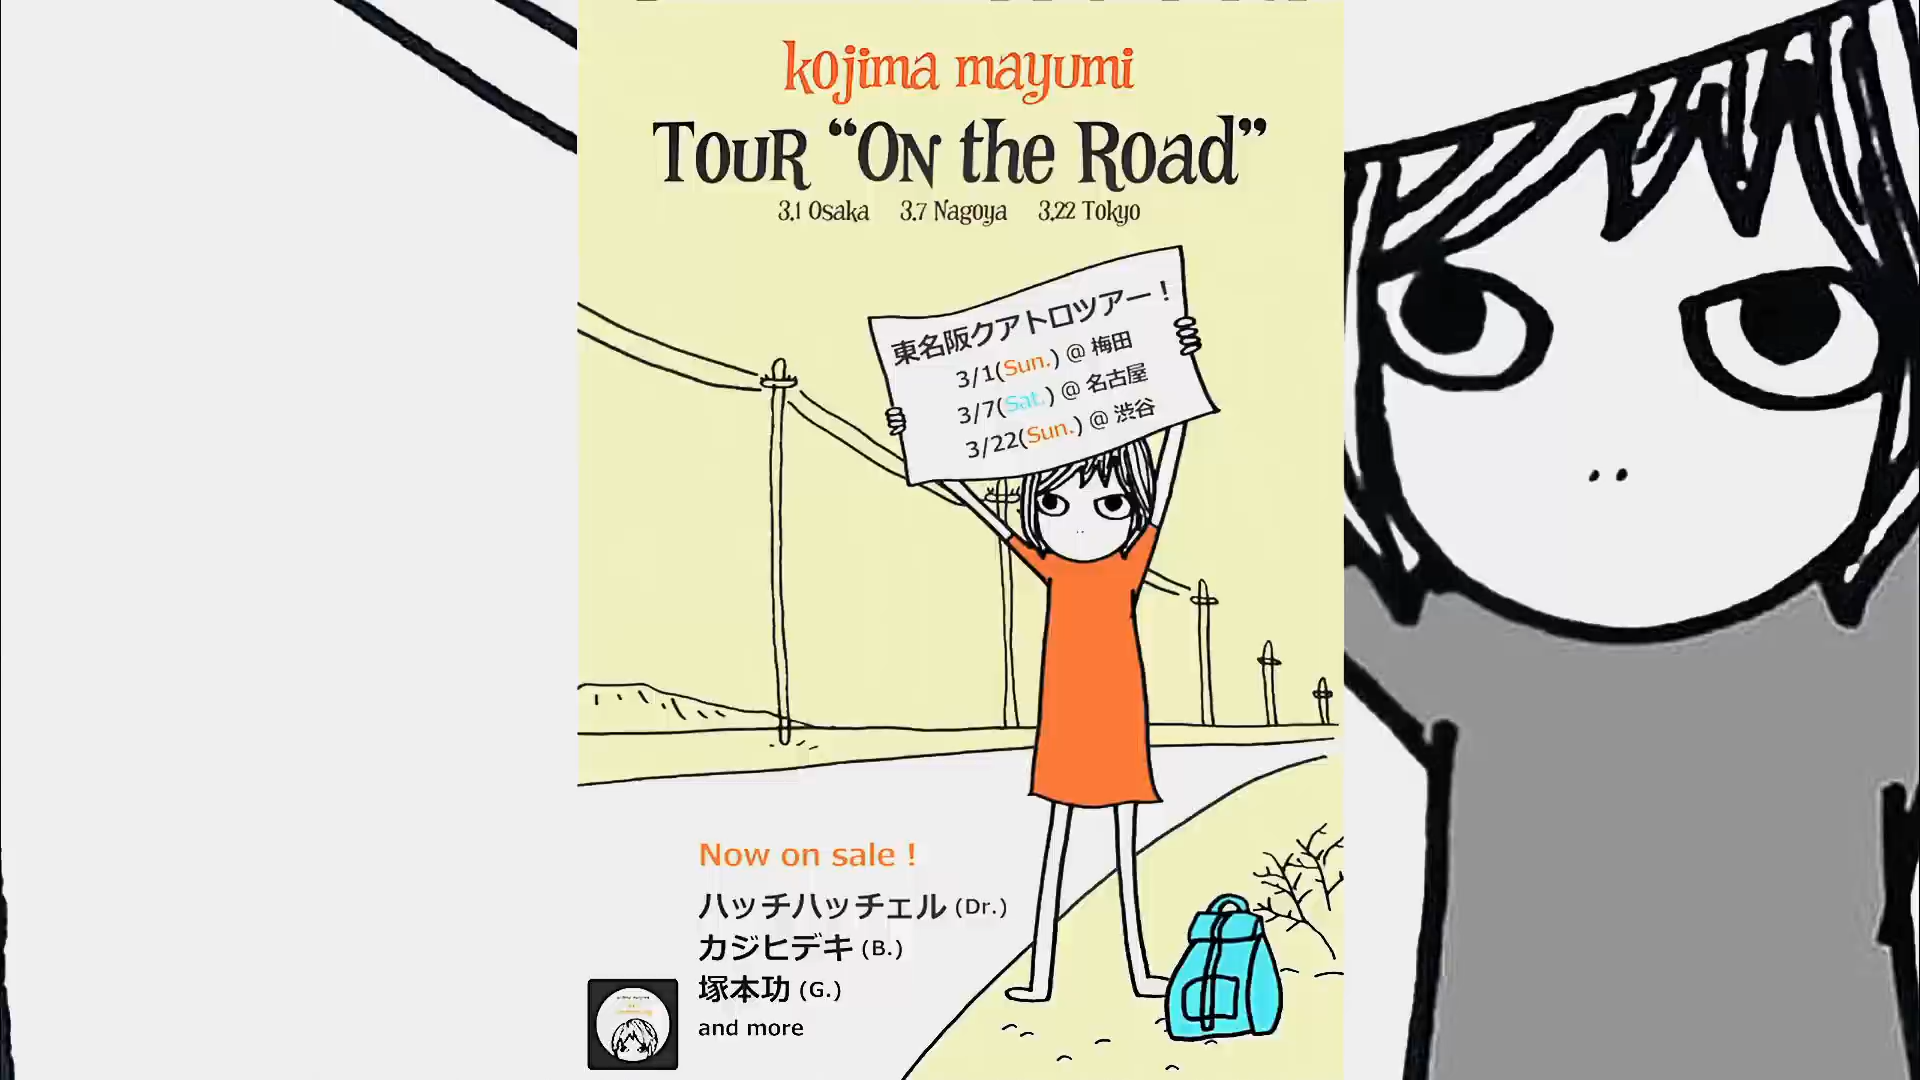 kojima mayumi
Tour “On the Road”
3.1 Osaka 3.7 Nagoya 3.22 Tokyo
東名阪クアトロツアー！
3/1(Sun.) @ 梅田
3/7(Sat.) @ 名古屋
3/22(Sun.) @ 渋谷
Now on sale !
ハッチハッチェル (Dr.)
カジヒデキ (B.)
塚本功 (G.)
and more